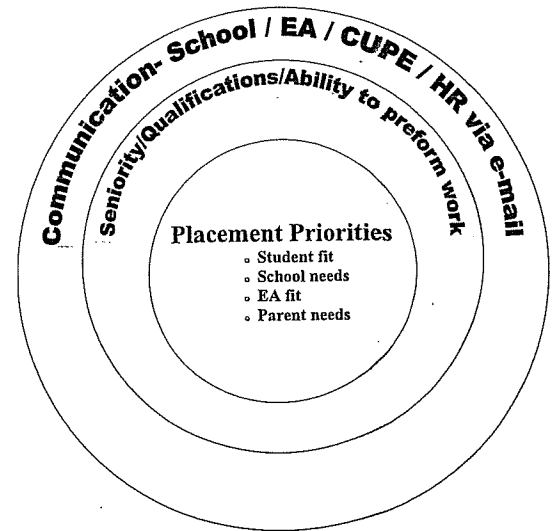 Communication- School / EA / CUPE / HR via e-mail
Seniority/Qualifications/Ability to preform work
Placement Priorities
Student fit
School needs
EA fit
Parent needs